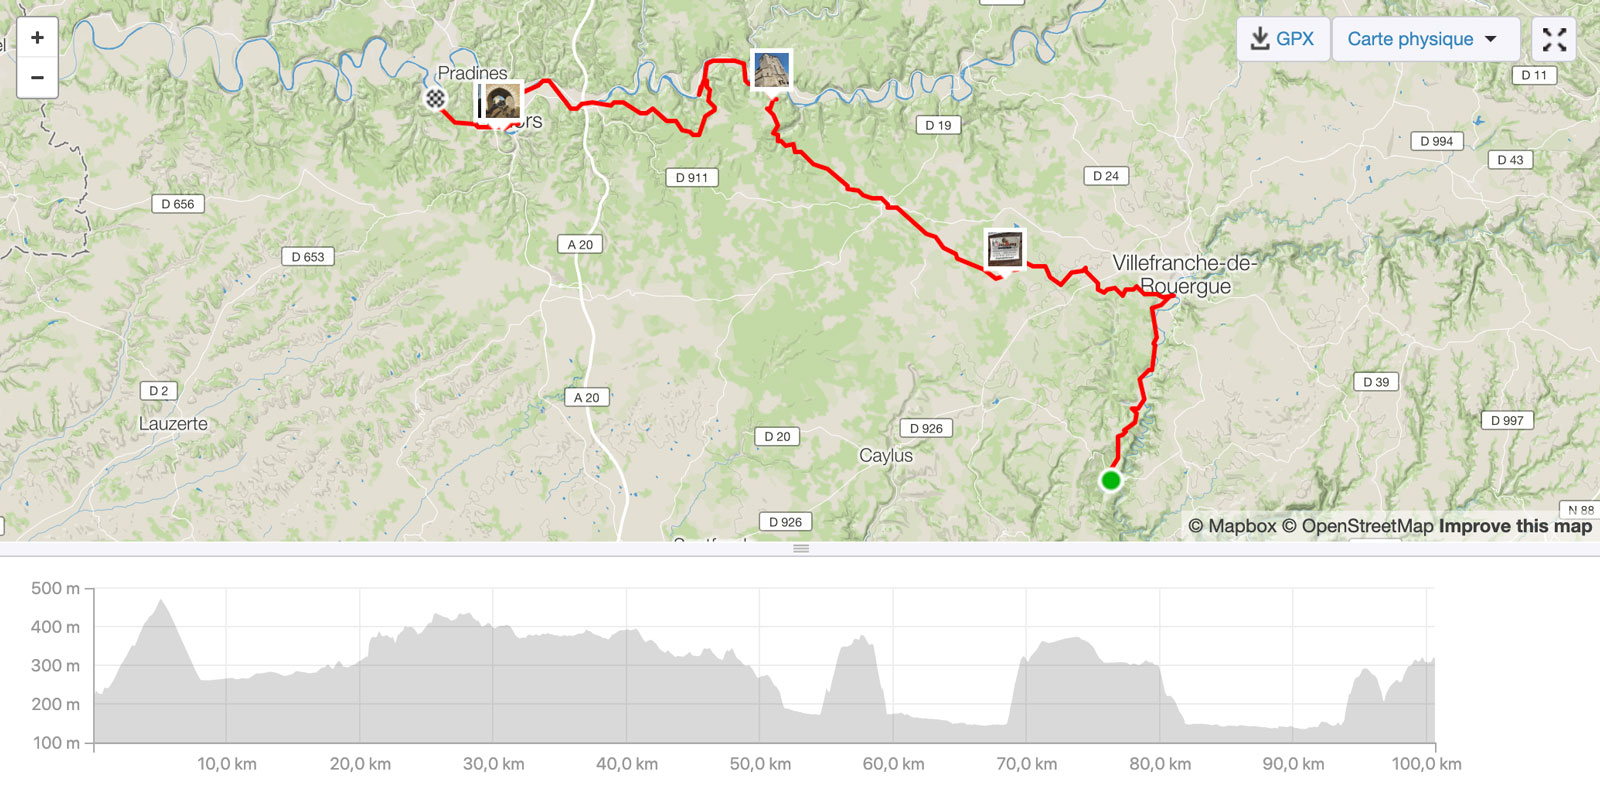 +
−
GPX
Carte physique
Pradines
ors
D 11
D 19
D 994
D 43
D 911
D 24
D 656
A 20
D 653
Villefranche-de-
Rouergue
D 2
A 20
D 39
Lauzerte
D 20
D 926
D 997
Caylus
D 926
N 88
© Mapbox © OpenStreetMap Improve this map
500 m
400 m
300 m
200 m
100 m
10,0 km 20,0 km 30,0 km 40,0 km 50,0 km 60,0 km 70,0 km 80,0 km 90,0 km 100,0 km